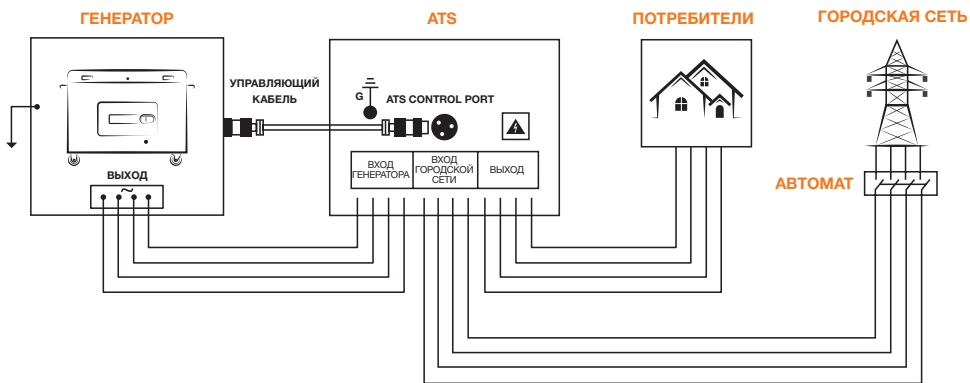 ГЕНЕРАТОР
ATS
ПОТРЕБИТЕЛИ
ГОРОДСКАЯ СЕТЬ
УПРАВЛЯЮЩИЙ
КАБЕЛЬ
G
ATS CONTROL PORT
ВЫХОД
~
ВХОД
ГЕНЕРАТОРА
ВХОД
ГОРОДСКОЙ
СЕТИ
ВЫХОД
АВТОМАТ